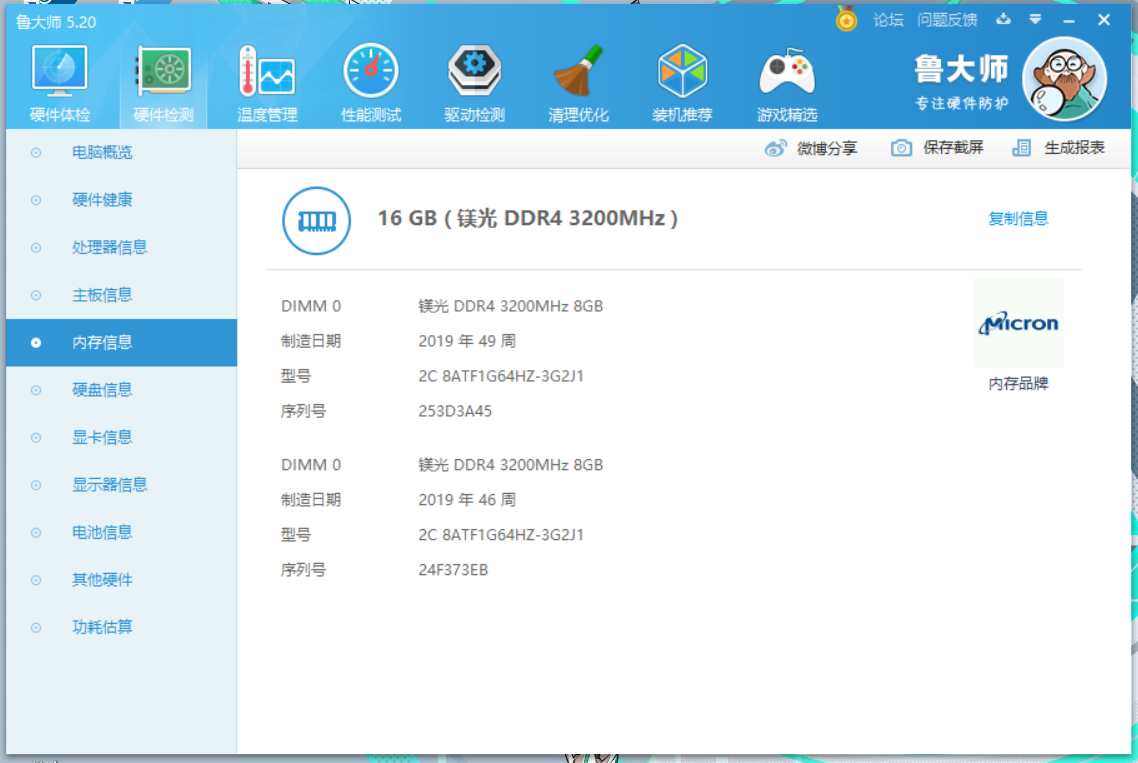 鲁大师 5.20
论坛 问题反馈
硬件体检 硬件检测 温度管理 性能测试 驱动检测 清理优化 装机推荐 游戏精选
鲁大师
专注硬件防护
微博分享 保存截屏 生成报表
电脑概览
硬件健康
处理器信息
主板信息
内存信息
硬盘信息
显卡信息
显示器信息
电池信息
其他硬件
功耗估算
16 GB ( 镁光 DDR4 3200MHz )
复制信息
DIMM 0 镁光 DDR4 3200MHz 8GB
制造日期 2019 年 49 周
型号 2C 8ATF1G64HZ-3G2J1
序列号 253D3A45
Micron
内存品牌
DIMM 0 镁光 DDR4 3200MHz 8GB
制造日期 2019 年 46 周
型号 2C 8ATF1G64HZ-3G2J1
序列号 24F373EB